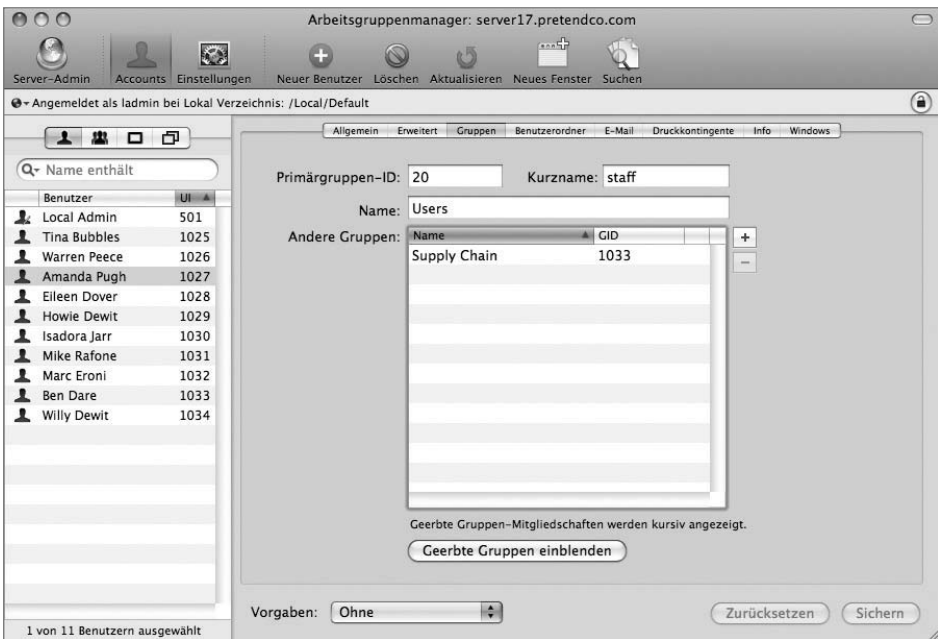 Arbeitsgruppenmanager: server17.pretendco.com
Server-Admin Accounts Einstellungen Neuer Benutzer Löschen Aktualisieren Neues Fenster Suchen
Angemeldet als ladmin bei Lokal Verzeichnis: /Local/Default
Name enthält
Benutzer UI
Local Admin 501
Tina Bubbles 1025
Warren Peece 1026
Amanda Pugh 1027
Eileen Dover 1028
Howie Dewit 1029
Isadora Jarr 1030
Mike Rafone 1031
Marc Eroni 1032
Ben Dare 1033
Willy Dewit 1034
1 von 11 Benutzern ausgewählt
Allgemein Erweitert Gruppen Benutzerordner E-Mail Druckkontingente Info Windows
Primärgruppen-ID: 20 Kurzname: staff
Name: Users
Andere Gruppen: Name GID
Supply Chain 1033
Geerbte Gruppen-Mitgliedschaften werden kursiv angezeigt.
Geerbte Gruppen einblenden
Vorgaben: Ohne Zurücksetzen Sichern